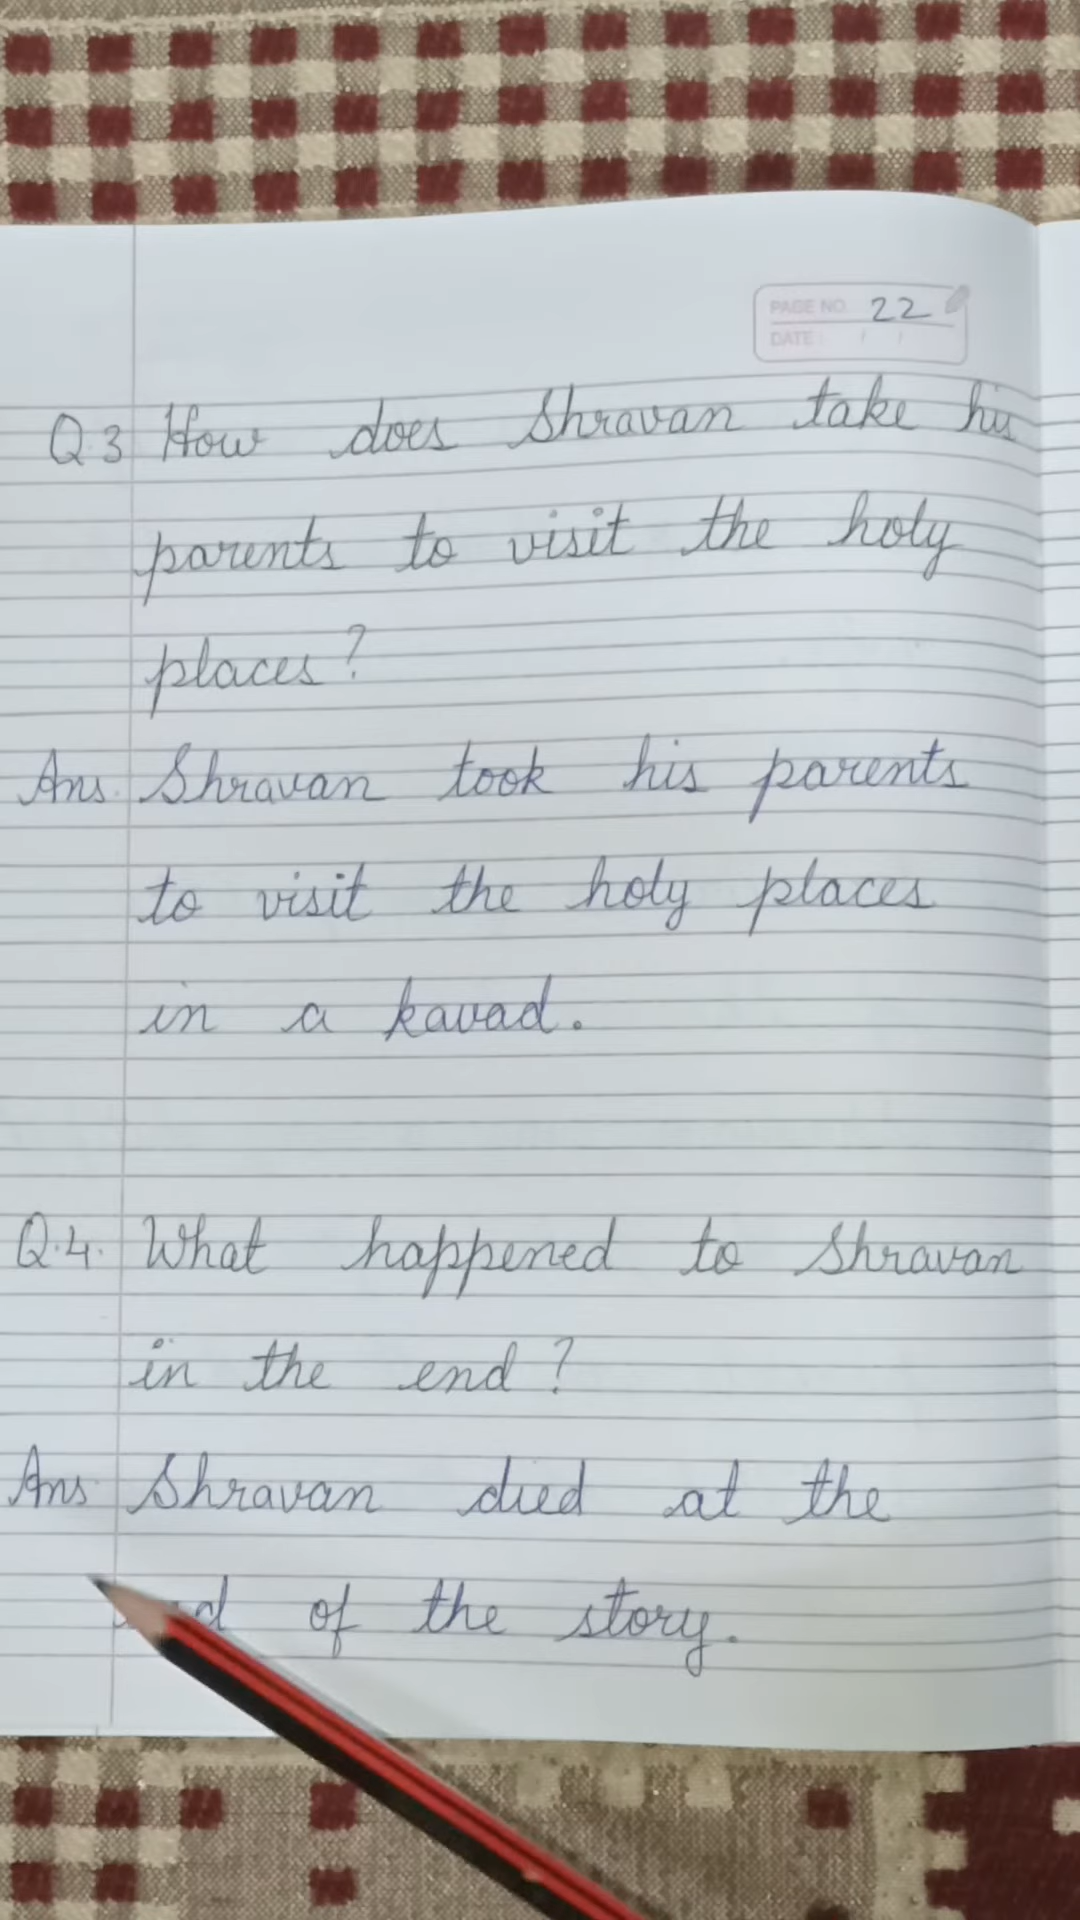 PAGE NO. 22
DATE: / /
Q.3 How does Shravan take his
parents to visit the holy
places?
Ans. Shravan took his parents
to visit the holy places
in a kavad.
Q.4. What happened to Shravan
in the end?
Ans Shravan died at the
of the story.